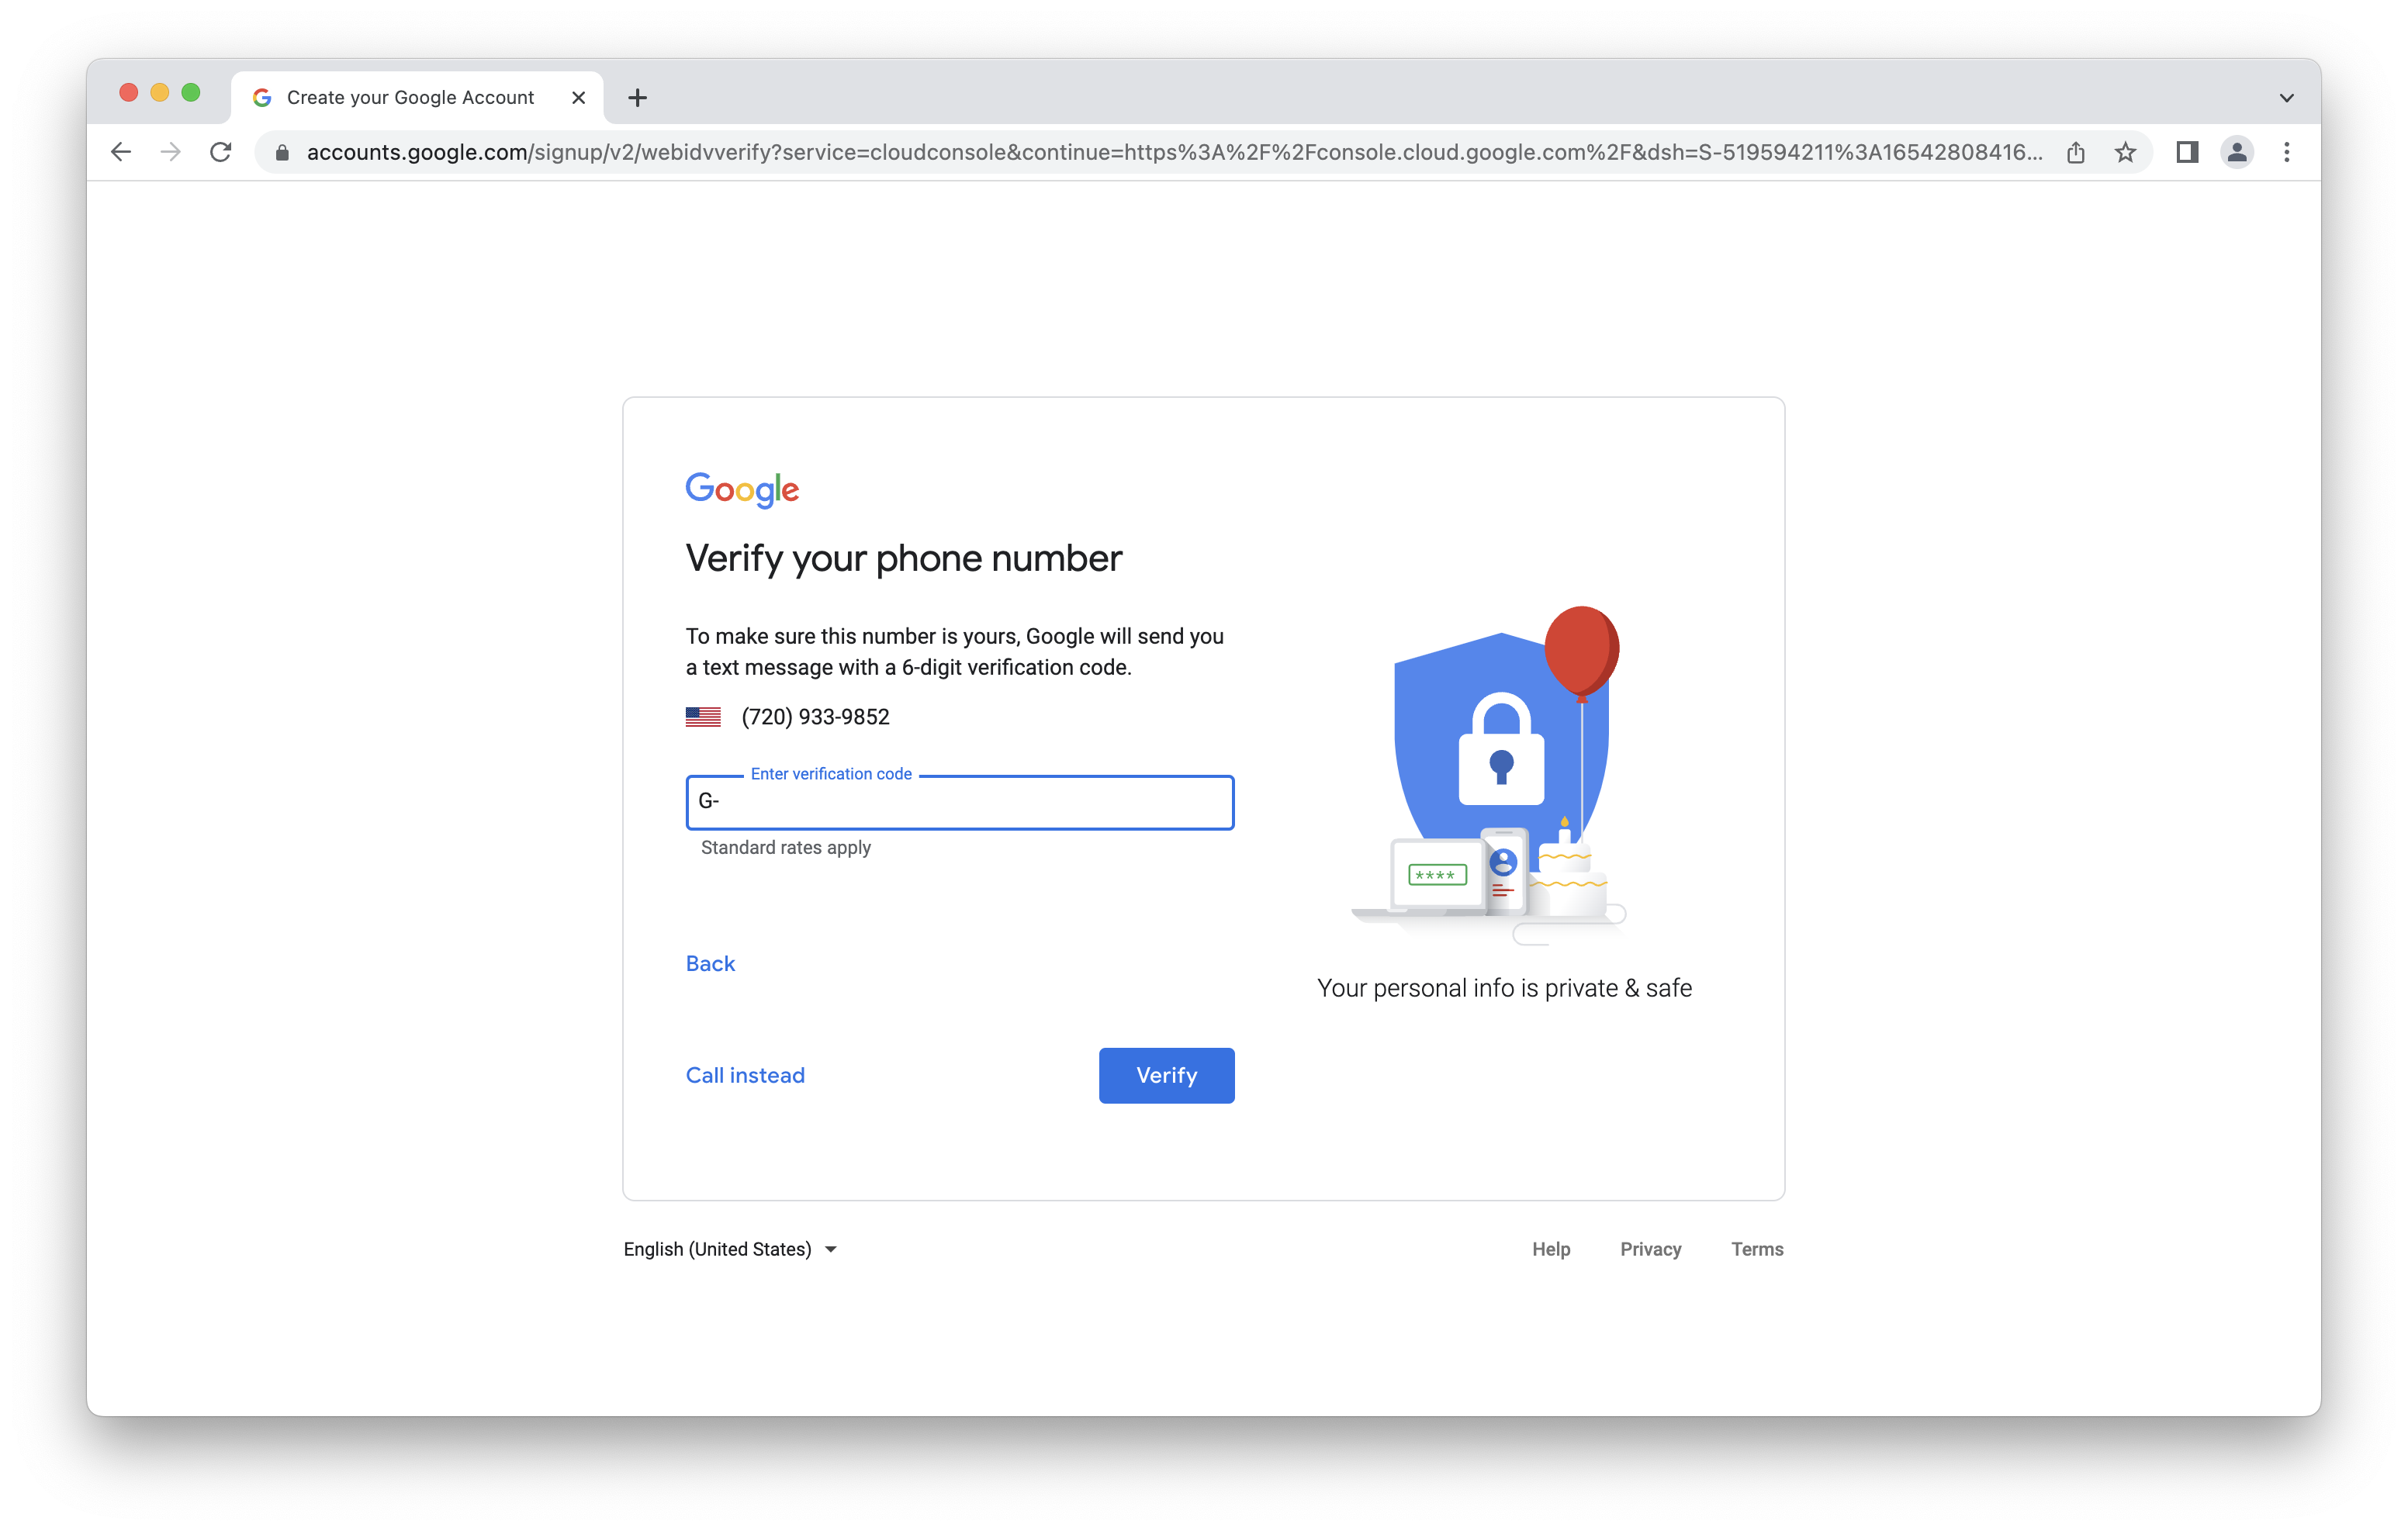 Create your Google Account
accounts.google.com/signup/v2/webidvverify?service=cloudconsole&continue=https%3A%2F%2Fconsole.cloud.google.com%2F&dsh=S-519594211%3A16542808416...
Google
Verify your phone number
To make sure this number is yours, Google will send you
a text message with a 6-digit verification code.
(720) 933-9852
Enter verification code
G-
Standard rates apply
****
Back
Your personal info is private & safe
Call instead
Verify
English (United States)
Help Privacy Terms